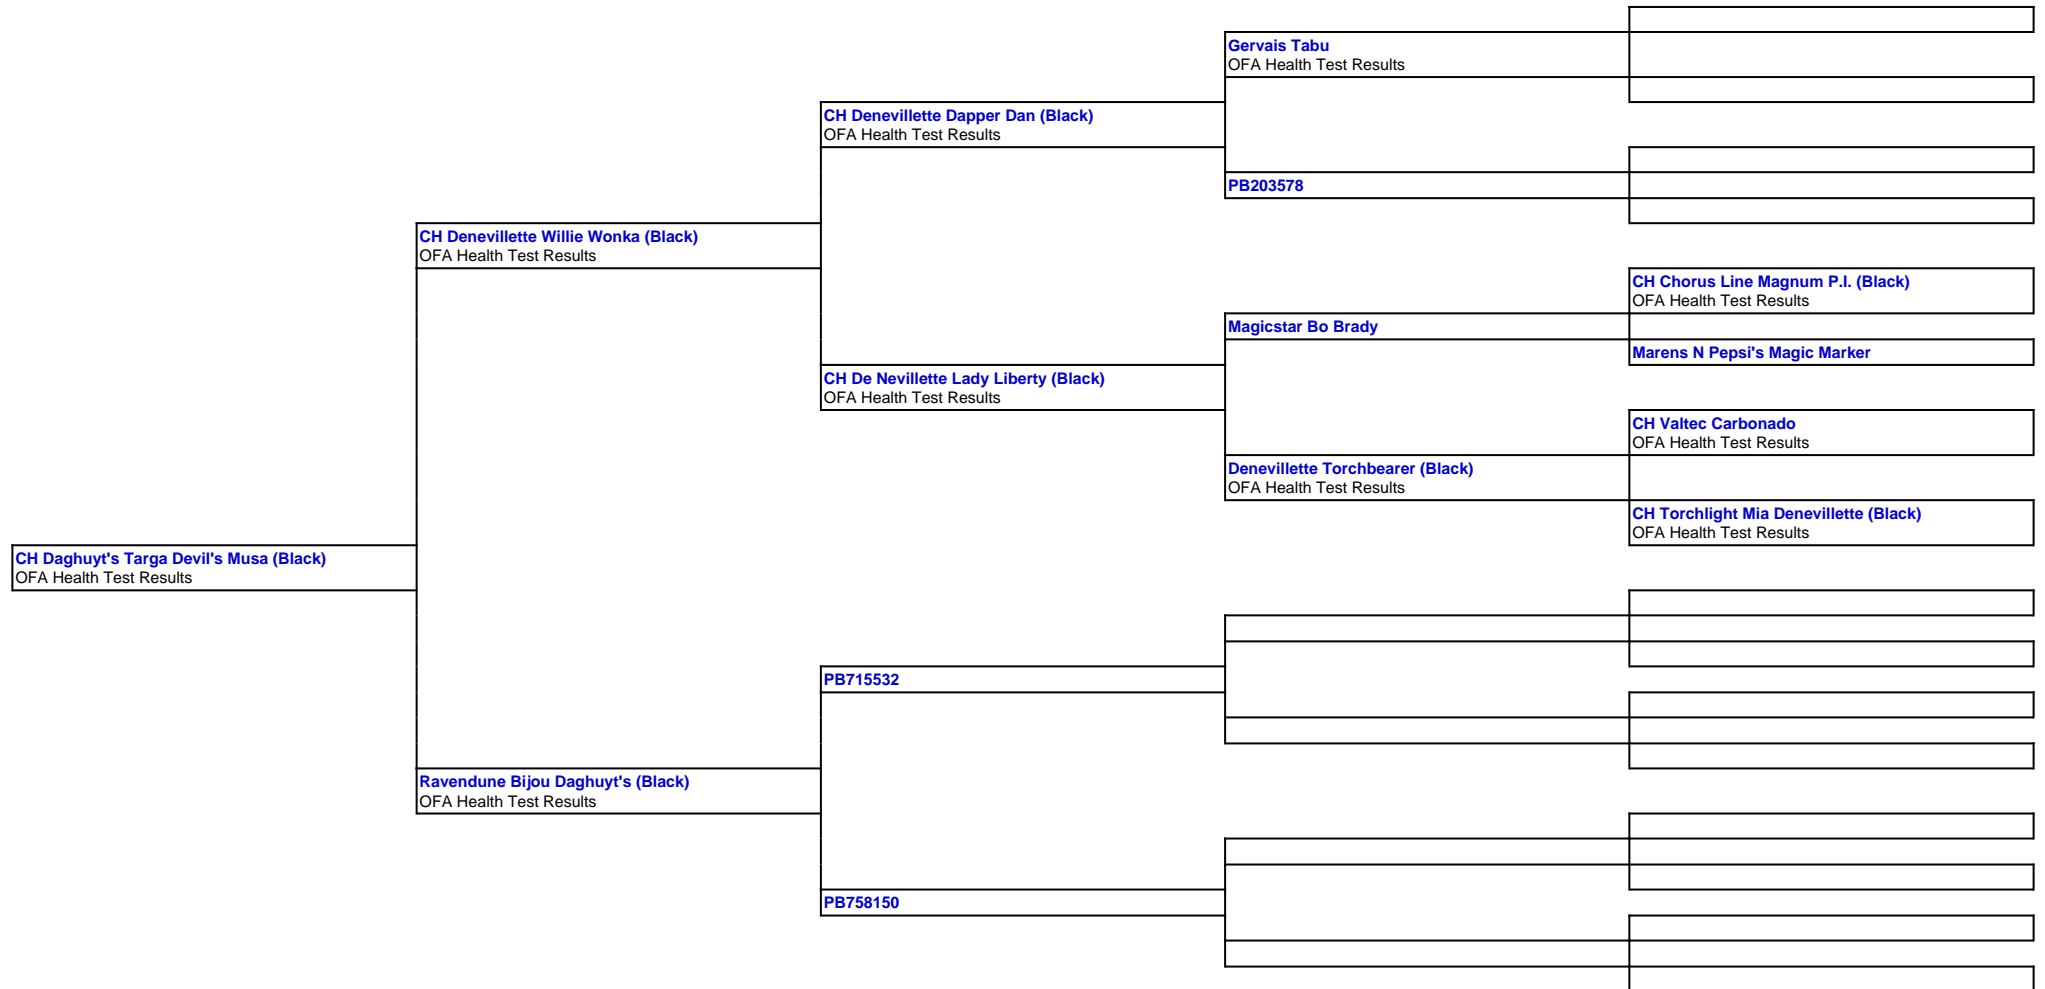 Gervais Tabu
OFA Health Test Results
CH Denevillette Dapper Dan (Black)
OFA Health Test Results
PB203578
CH Denevillette Willie Wonka (Black)
OFA Health Test Results
CH Chorus Line Magnum P.I. (Black)
OFA Health Test Results
Magicstar Bo Brady
Marens N Pepsi's Magic Marker
CH De Nevillette Lady Liberty (Black)
OFA Health Test Results
CH Valtec Carbonado
OFA Health Test Results
Denevillette Torchbearer (Black)
OFA Health Test Results
CH Torchlight Mia Denevillette (Black)
OFA Health Test Results
CH Daghuyt's Targa Devil's Musa (Black)
OFA Health Test Results
PB715532
Ravendune Bijou Daghuyt's (Black)
OFA Health Test Results
PB758150